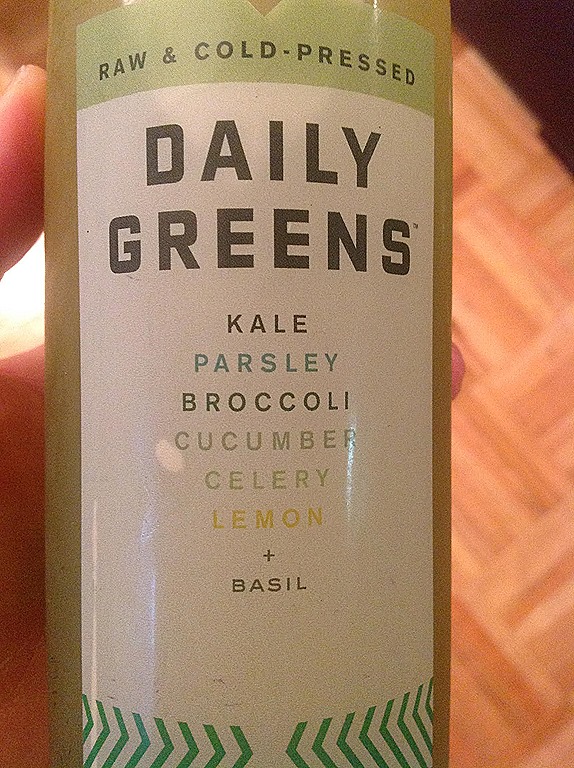 RAW & COLD-PRESSED
DAILY
GREENS™
KALE
PARSLEY
BROCCOLI
CUCUMBER
CELERY
LEMON
+
BASIL